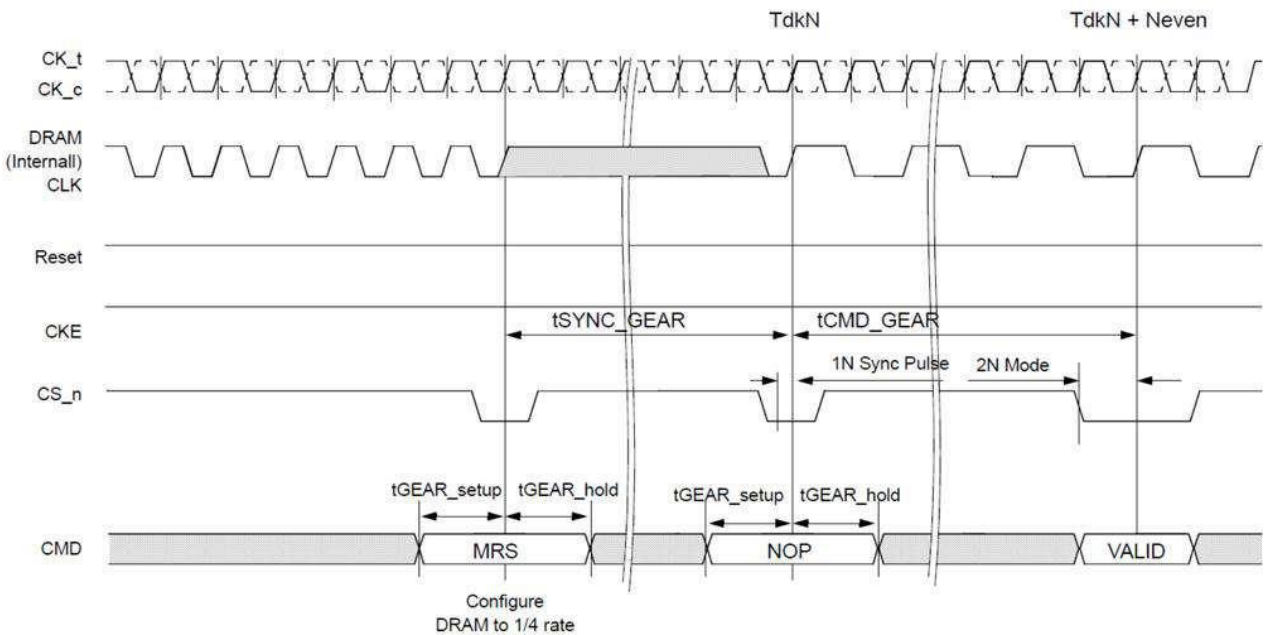 TdkN
TdkN + Neven
CK_t
CK_c
DRAM
(Internall)
CLK
Reset
CKE
tSYNC_GEAR
tCMD_GEAR
1N Sync Pulse
2N Mode
CS_n
tGEAR_setup
tGEAR_hold
tGEAR_setup
tGEAR_hold
CMD
MRS
NOP
VALID
Configure
DRAM to 1/4 rate